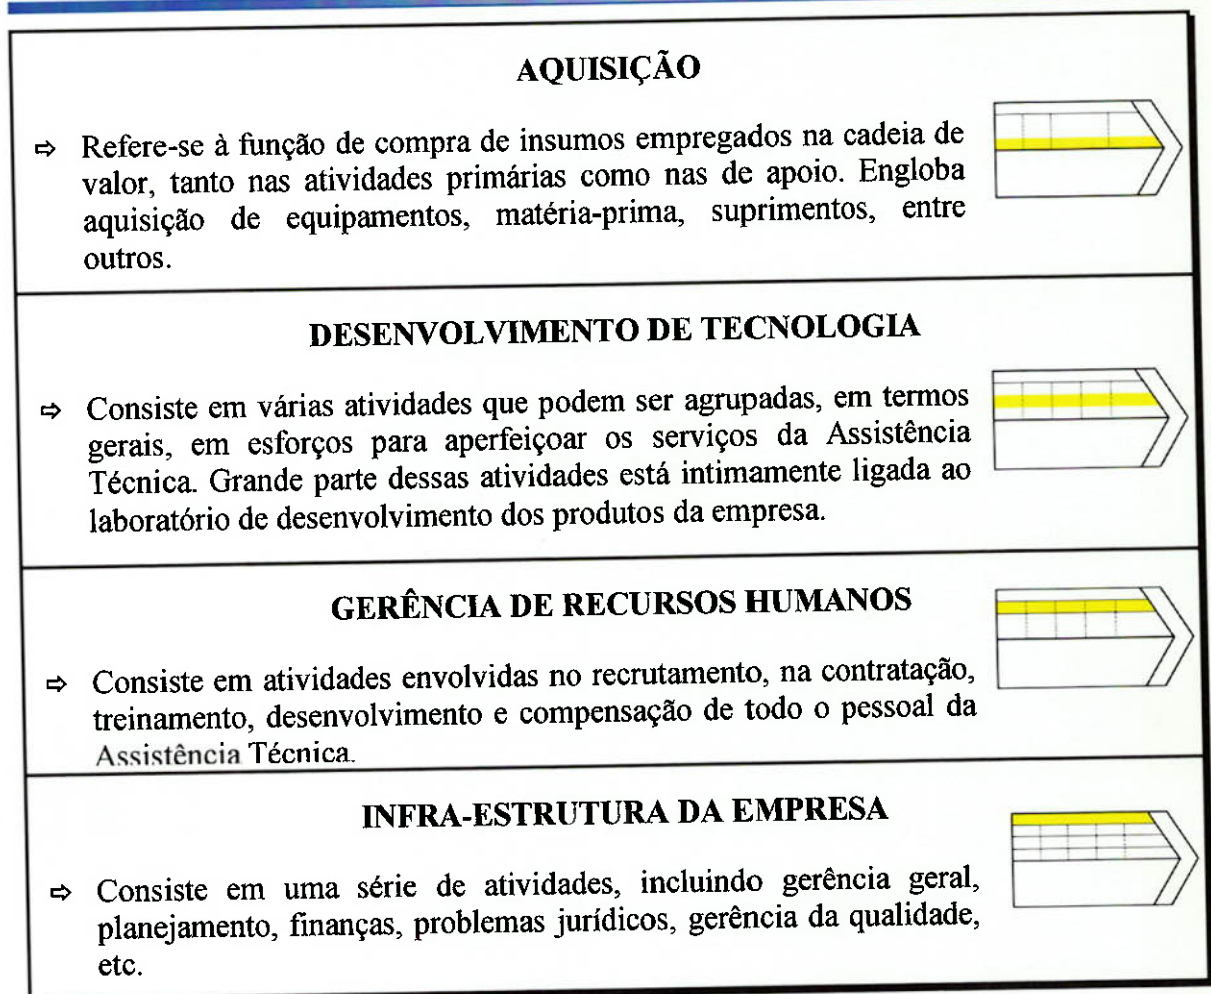 AQUISIÇÃO
⇨ Refere-se à função de compra de insumos empregados na cadeia de
valor, tanto nas atividades primárias como nas de apoio. Engloba
aquisição de equipamentos, matéria-prima, suprimentos, entre
outros.
DESENVOLVIMENTO DE TECNOLOGIA
⇨ Consiste em várias atividades que podem ser agrupadas, em termos
gerais, em esforços para aperfeiçoar os serviços da Assistência
Técnica. Grande parte dessas atividades está intimamente ligada ao
laboratório de desenvolvimento dos produtos da empresa.
GERÊNCIA DE RECURSOS HUMANOS
⇨ Consiste em atividades envolvidas no recrutamento, na contratação,
treinamento, desenvolvimento e compensação de todo o pessoal da
Assistência Técnica.
INFRA-ESTRUTURA DA EMPRESA
⇨ Consiste em uma série de atividades, incluindo gerência geral,
planejamento, finanças, problemas jurídicos, gerência da qualidade,
etc.